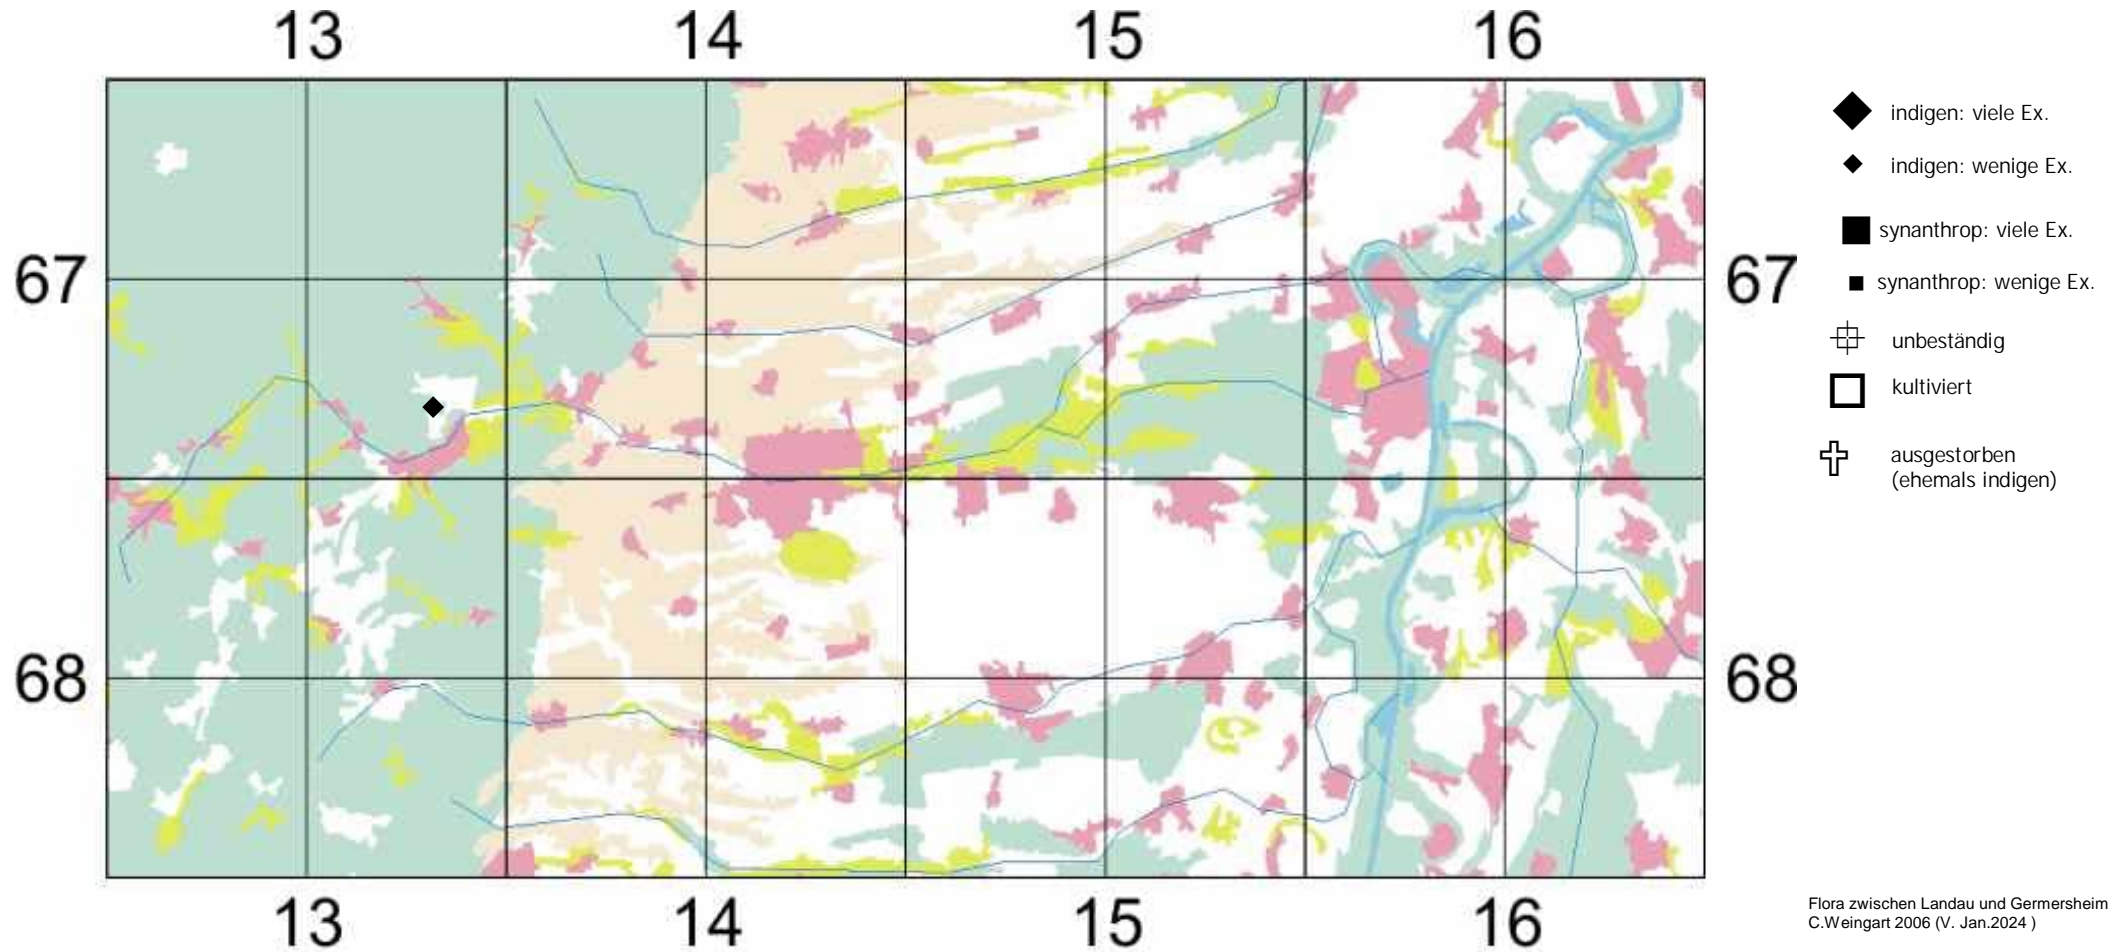 13 14 15 16
67 67
68 68
13 14 15 16
indigen: viele Ex.
indigen: wenige Ex.
synanthrop: viele Ex.
synanthrop: wenige Ex.
unbeständig
kultiviert
ausgestorben
(ehemals indigen)
Flora zwischen Landau und Germersheim
C.Weingart 2006 (V. Jan.2024 )